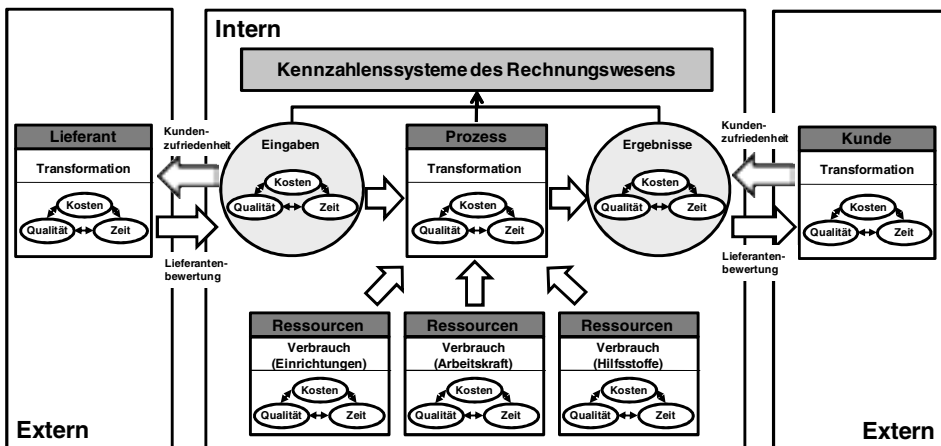 Intern
Kennzahlenssysteme des Rechnungswesens
Lieferant
Transformation
Kosten
Qualität
Zeit
Kunden-
zufriedenheit
Lieferanten-
bewertung
Eingaben
Kosten
Qualität
Zeit
Prozess
Transformation
Kosten
Qualität
Zeit
Ergebnisse
Kosten
Qualität
Zeit
Kunden-
zufriedenheit
Lieferanten-
bewertung
Kunde
Transformation
Kosten
Qualität
Zeit
Ressourcen
Verbrauch
(Einrichtungen)
Kosten
Qualität
Zeit
Ressourcen
Verbrauch
(Arbeitskraft)
Kosten
Qualität
Zeit
Ressourcen
Verbrauch
(Hilfsstoffe)
Kosten
Qualität
Zeit
Extern
Extern